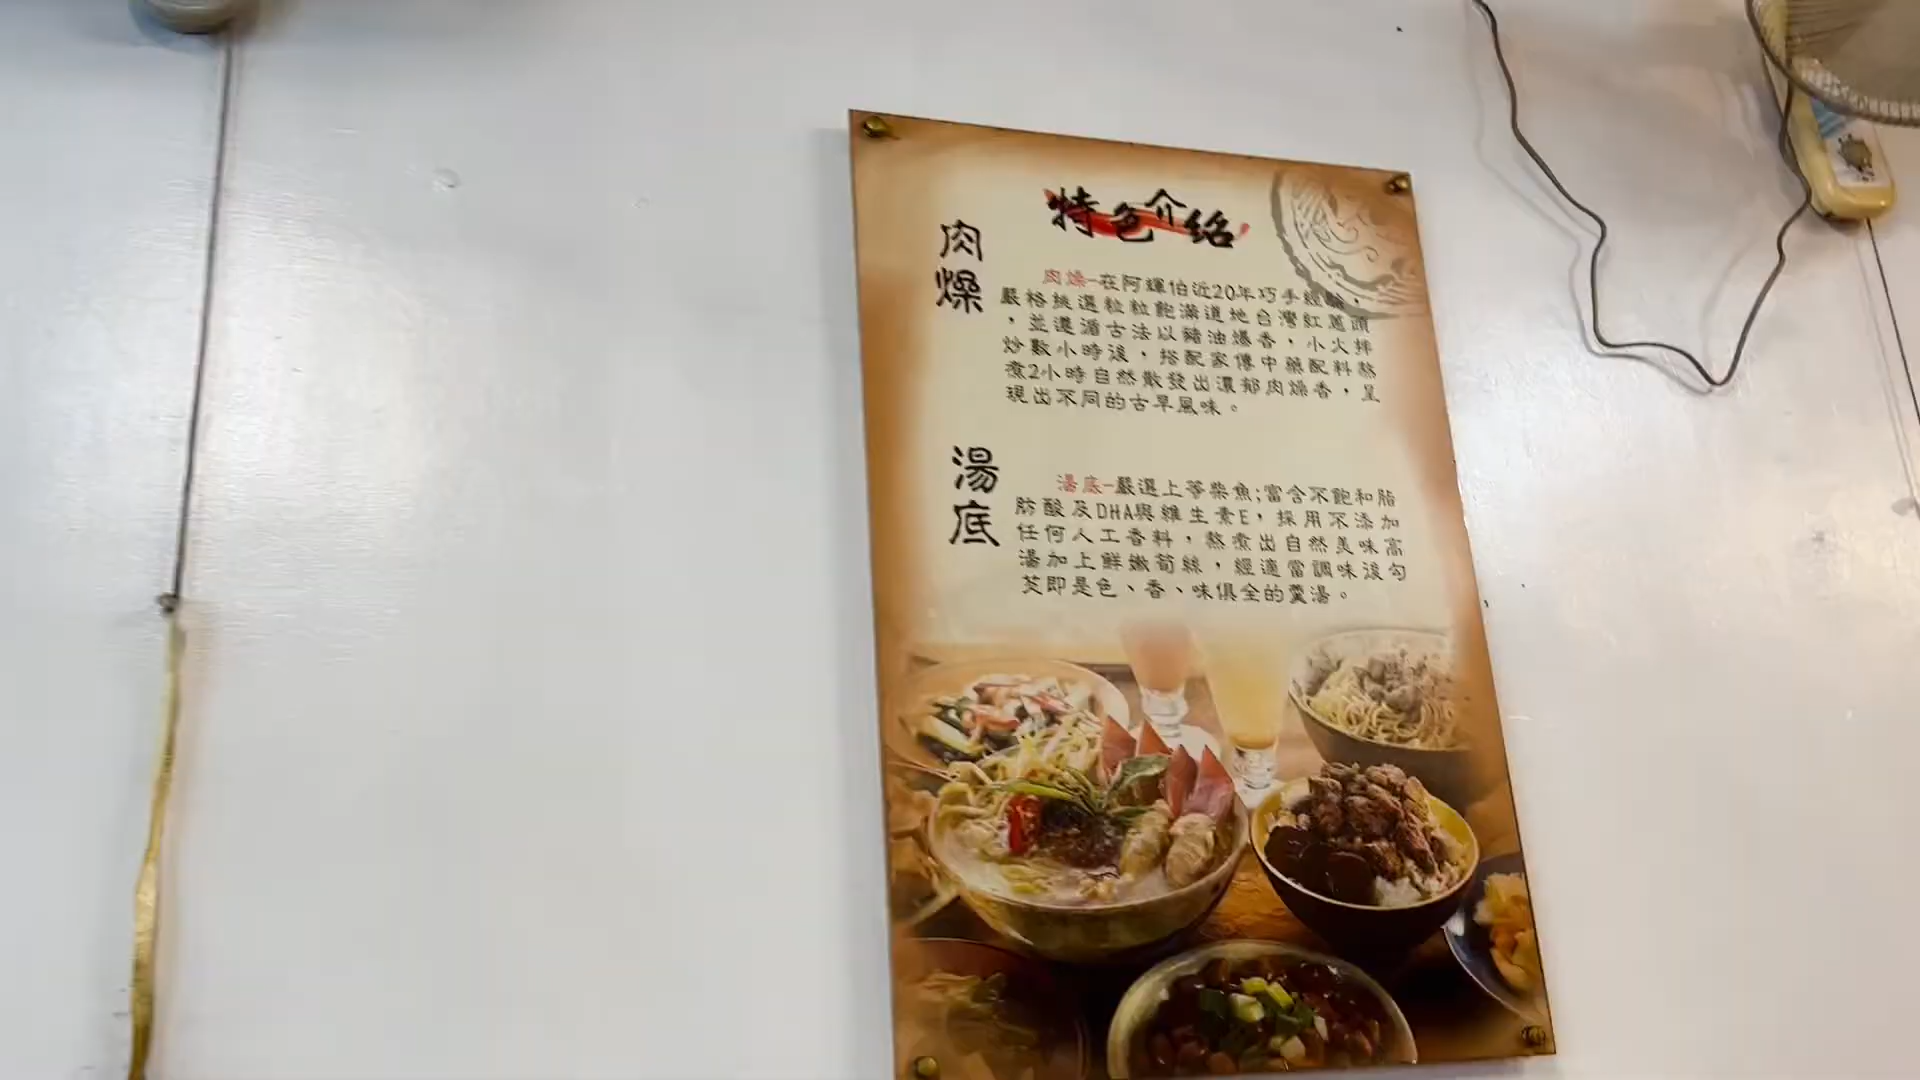 特色介紹
肉燥
肉燥-在阿輝伯近20年巧手經驗，
嚴格挑選粒粒飽滿道地台灣紅蔥頭
，並遵循古法以豬油爆香，小火拌
炒數小時後，搭配家傳中藥配料熬
煮2小時自然散發出濃郁肉燥香，呈
現出不同的古早風味。
湯底
湯底-嚴選上等柴魚;富含不飽和脂
肪酸及DHA與維生素E，採用不添加
任何人工香料，熬煮出自然美味高
湯加上鮮嫩筍絲，經適當調味後勾
芡即是色、香、味俱全的羹湯。